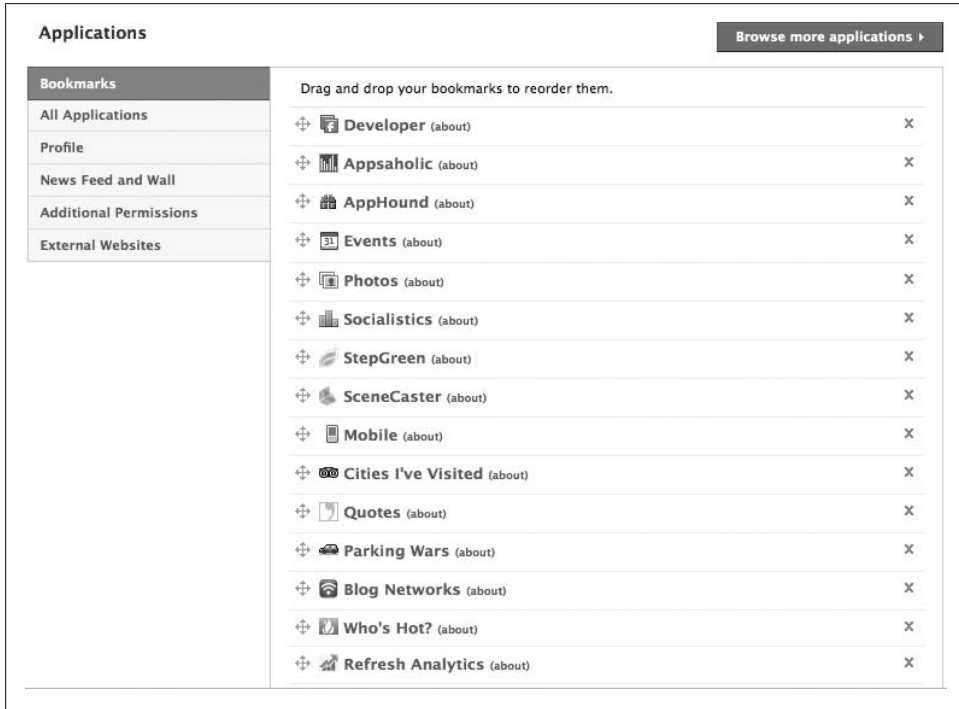 Applications
Browse more applications
Bookmarks
All Applications
Profile
News Feed and Wall
Additional Permissions
External Websites
Drag and drop your bookmarks to reorder them.
Developer (about) X
Appsaholic (about) X
AppHound (about) X
31 Events (about) X
Photos (about) X
Socialistics (about) X
StepGreen (about) X
SceneCaster (about) X
Mobile (about) X
Cities I've Visited (about) X
Quotes (about) X
Parking Wars (about) X
Blog Networks (about) X
Who's Hot? (about) X
Refresh Analytics (about) X